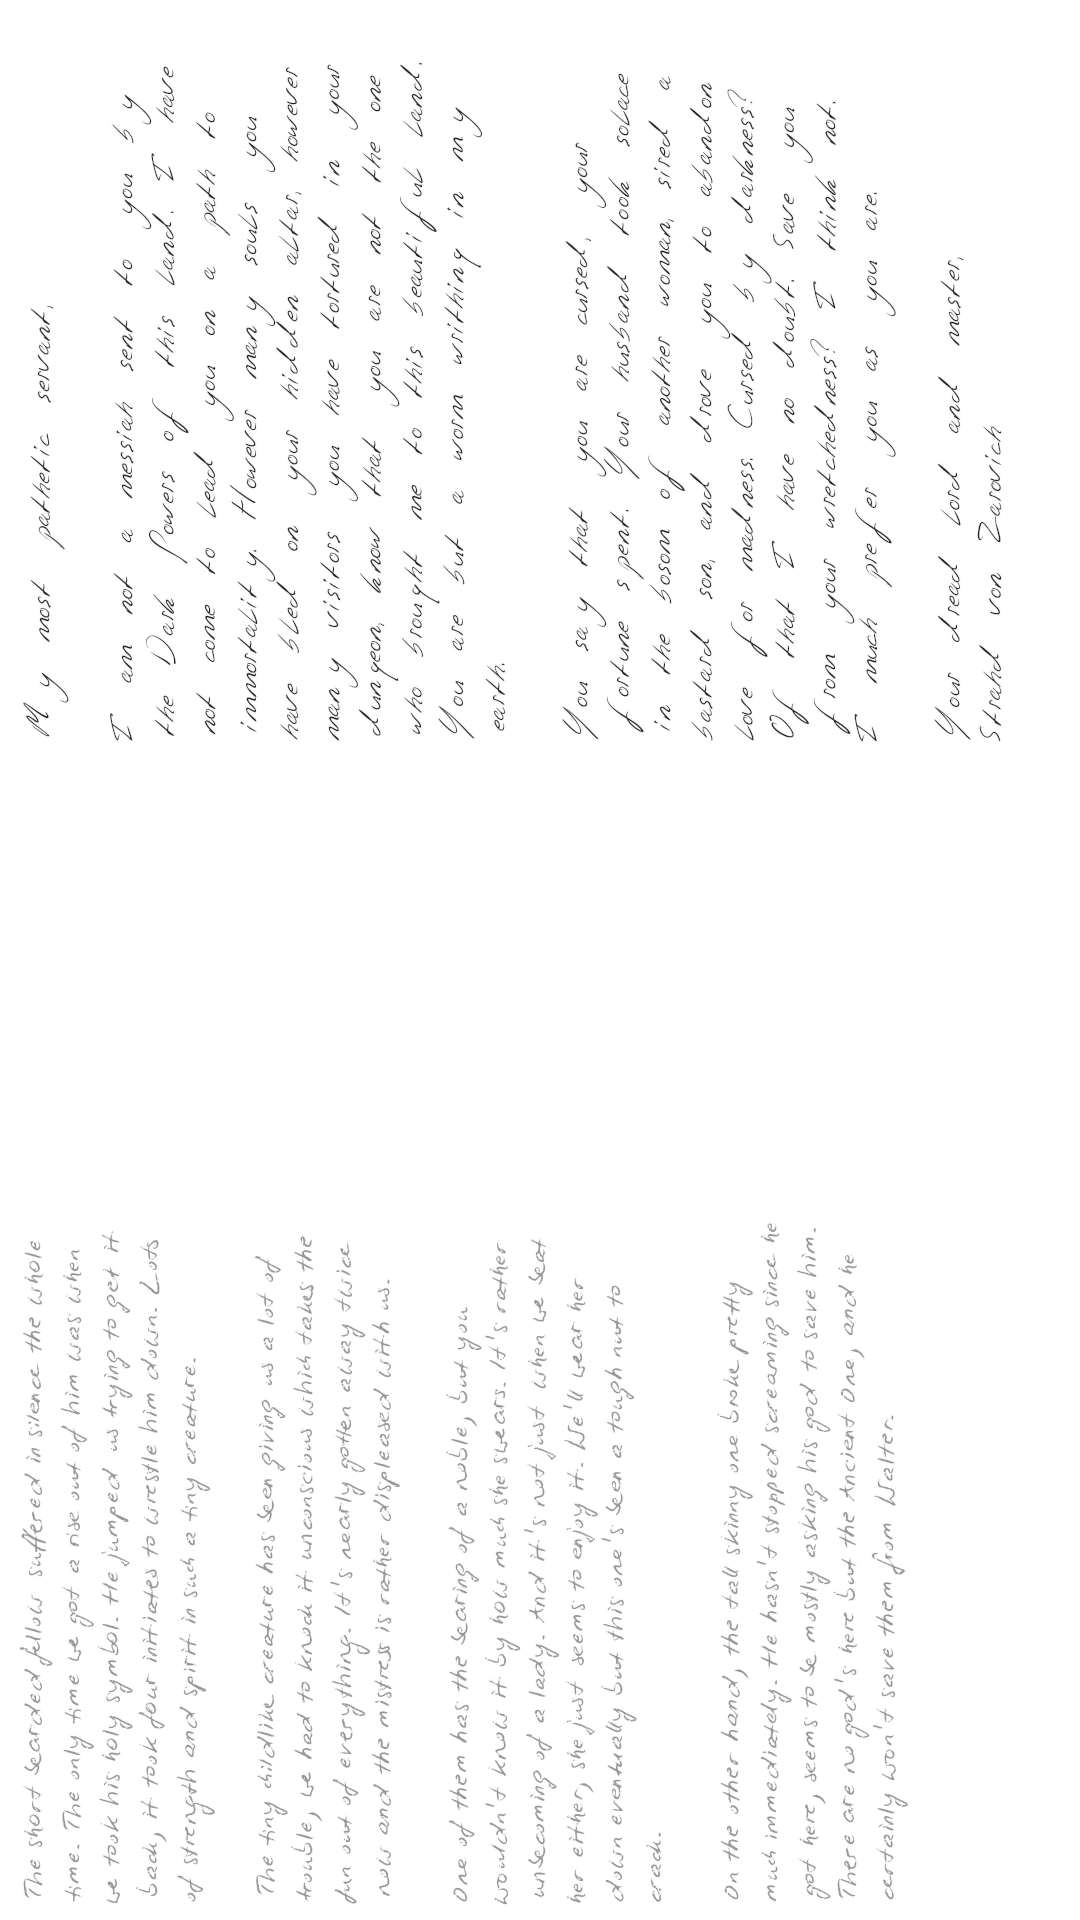 My most pathetic servant,
I am not a messiah sent to you by
the Dark Powers of this land. I have
not come to lead you on a path to
immortality. However many souls you
have bled on your hidden altar, however
many visitors you have tortured in your
dungeon, know that you are not the one
who brought me to this beautiful land.
You are but a worm writhing in my
earth.
You say that you are cursed, your
fortune spent. Your husband took solace
in the bosom of another woman, sired a
bastard son, and drove you to abandon
love for madness. Cursed by darkness?
Of that I have no doubt. Save you
from your wretchedness? I think not.
I much prefer you as you are.
Your dread lord and master,
Strahd von Zarovich
The short bearded fellow suffered in silence the whole
time. The only time we got a rise out of him was when
we took his holy symbol. He jumped us trying to get it
back, it took four initiates to wrestle him down. Lots
of strength and spirit in such a tiny creature.
The tiny childlike creature has been giving us a lot of
trouble, we had to knock it unconscious which takes the
fun out of everything. It's nearly gotten away twice
now and the mistress is rather displeased with us.
One of them has the bearing of a noble, but you
wouldn't know it by how much she swears. It's rather
unbecoming of a lady. And it's not just when we beat
her either, she just seems to enjoy it. We'll wear her
down eventually but this one's been a tough nut to
crack.
On the other hand, the tall skinny one broke pretty
much immediately. He hasn't stopped screaming since he
got here, seems to be mostly asking his god to save him.
There are no god's here but the Ancient One, and he
certainly won't save them from Walter.